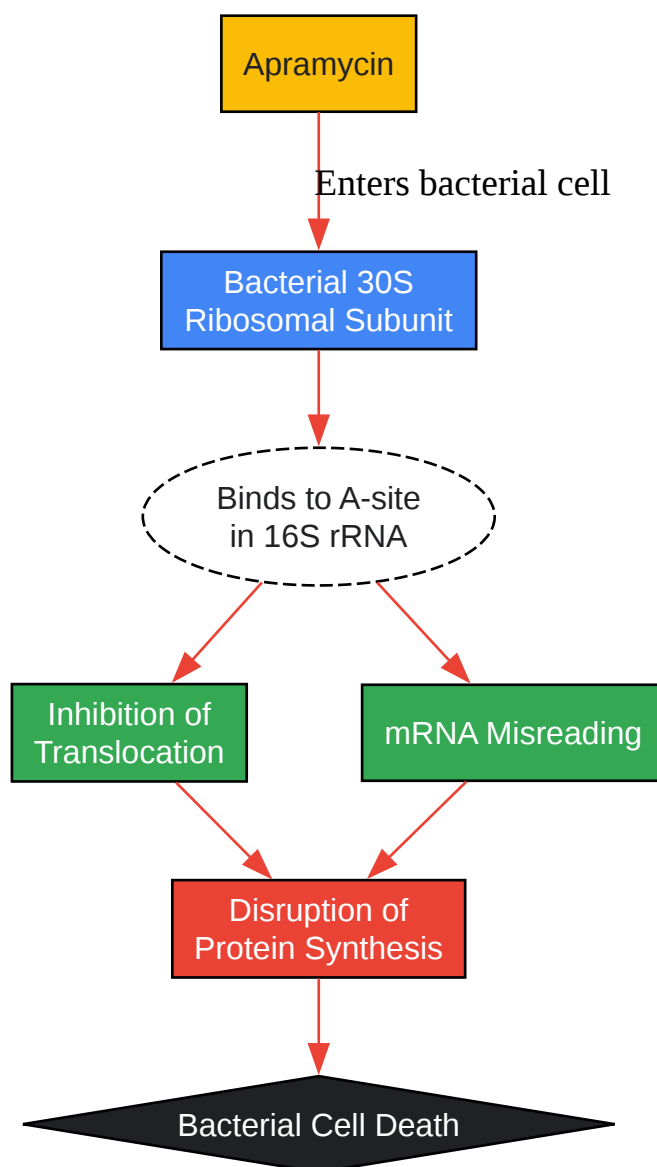 Apramycin
Enters bacterial cell
Bacterial 30S
Ribosomal Subunit
Binds to A-site
in 16S rRNA
Inhibition of
Translocation
mRNA Misreading
Disruption of
Protein Synthesis
Bacterial Cell Death